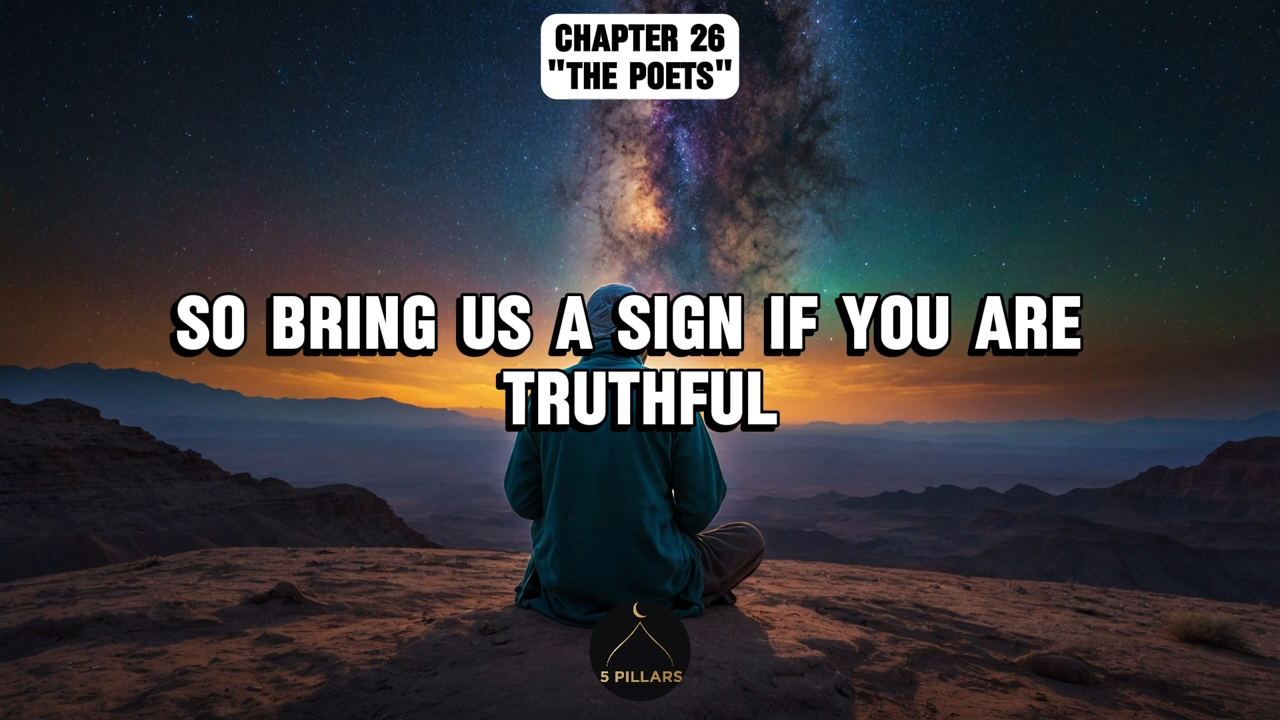 CHAPTER 26
"THE POETS"
SO BRING US A SIGN IF YOU ARE
TRUTHFUL
5 PILLARS